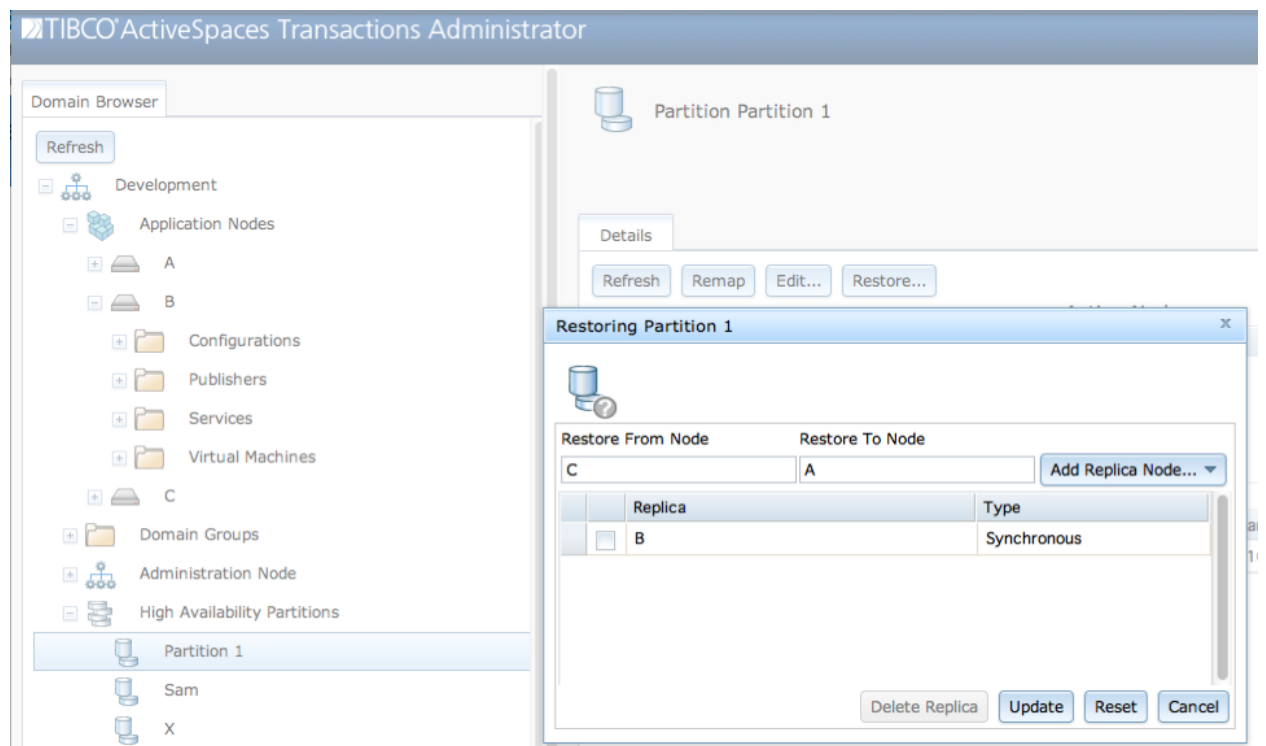 TIBCO® ActiveSpaces Transactions Administrator
Domain Browser
Refresh
Development
Application Nodes
A
B
Configurations
Publishers
Services
Virtual Machines
C
Domain Groups
Administration Node
High Availability Partitions
Partition 1
Sam
X
Partition Partition 1
Details
Refresh Remap Edit... Restore...
Restoring Partition 1 x
Restore From Node Restore To Node
C A Add Replica Node...
Replica Type
B Synchronous
Delete Replica Update Reset Cancel